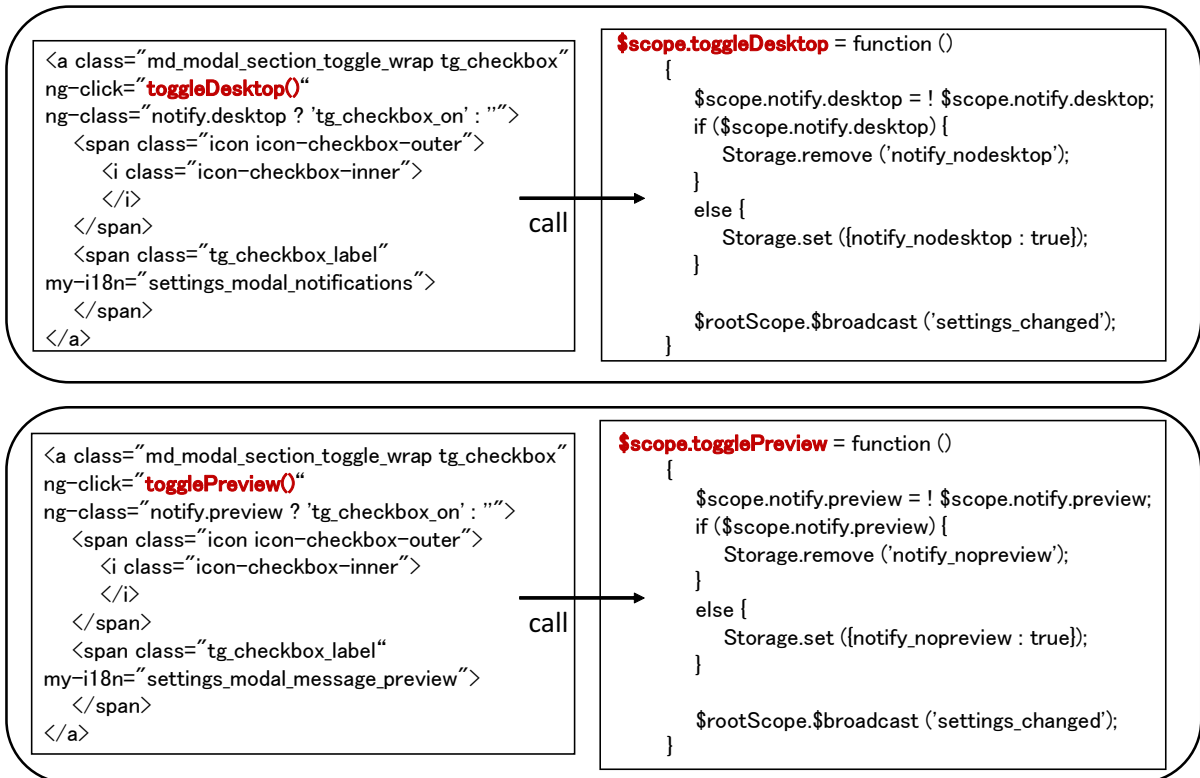 <a class="md_modal_section_toggle_wrap tg_checkbox"
ng-click="toggleDesktop()“
ng-class="notify.desktop ? 'tg_checkbox_on' : ''">
<span class="icon icon-checkbox-outer">
<i class="icon-checkbox-inner">
</i>
</span>
<span class="tg_checkbox_label"
my-i18n="settings_modal_notifications">
</span>
</a>
call
$scope.toggleDesktop = function ()
{
$scope.notify.desktop = ! $scope.notify.desktop;
if ($scope.notify.desktop) {
Storage.remove ('notify_nodesktop');
}
else {
Storage.set ({notify_nodesktop : true});
}
$rootScope.$broadcast ('settings_changed');
}
<a class="md_modal_section_toggle_wrap tg_checkbox"
ng-click="togglePreview()“
ng-class="notify.preview ? 'tg_checkbox_on' : ''">
<span class="icon icon-checkbox-outer">
<i class="icon-checkbox-inner">
</i>
</span>
<span class="tg_checkbox_label“
my-i18n="settings_modal_message_preview">
</span>
</a>
call
$scope.togglePreview = function ()
{
$scope.notify.preview = ! $scope.notify.preview;
if ($scope.notify.preview) {
Storage.remove ('notify_nopreview');
}
else {
Storage.set ({notify_nopreview : true});
}
$rootScope.$broadcast ('settings_changed');
}